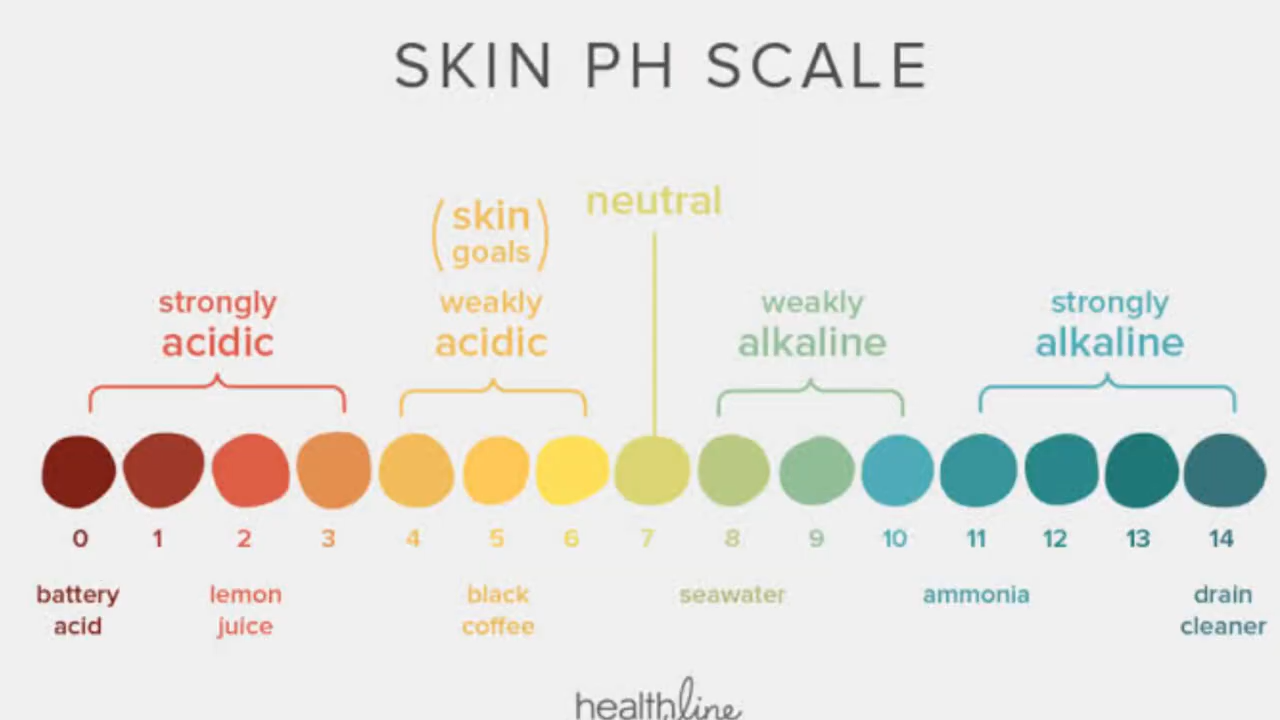 SKIN PH SCALE
(skin goals)
neutral
strongly
acidic
weakly
acidic
weakly
alkaline
strongly
alkaline
0 1 2 3 4 5 6 7 8 9 10 11 12 13 14
battery
acid
lemon
juice
black
coffee
seawater
ammonia
drain
cleaner
healthline